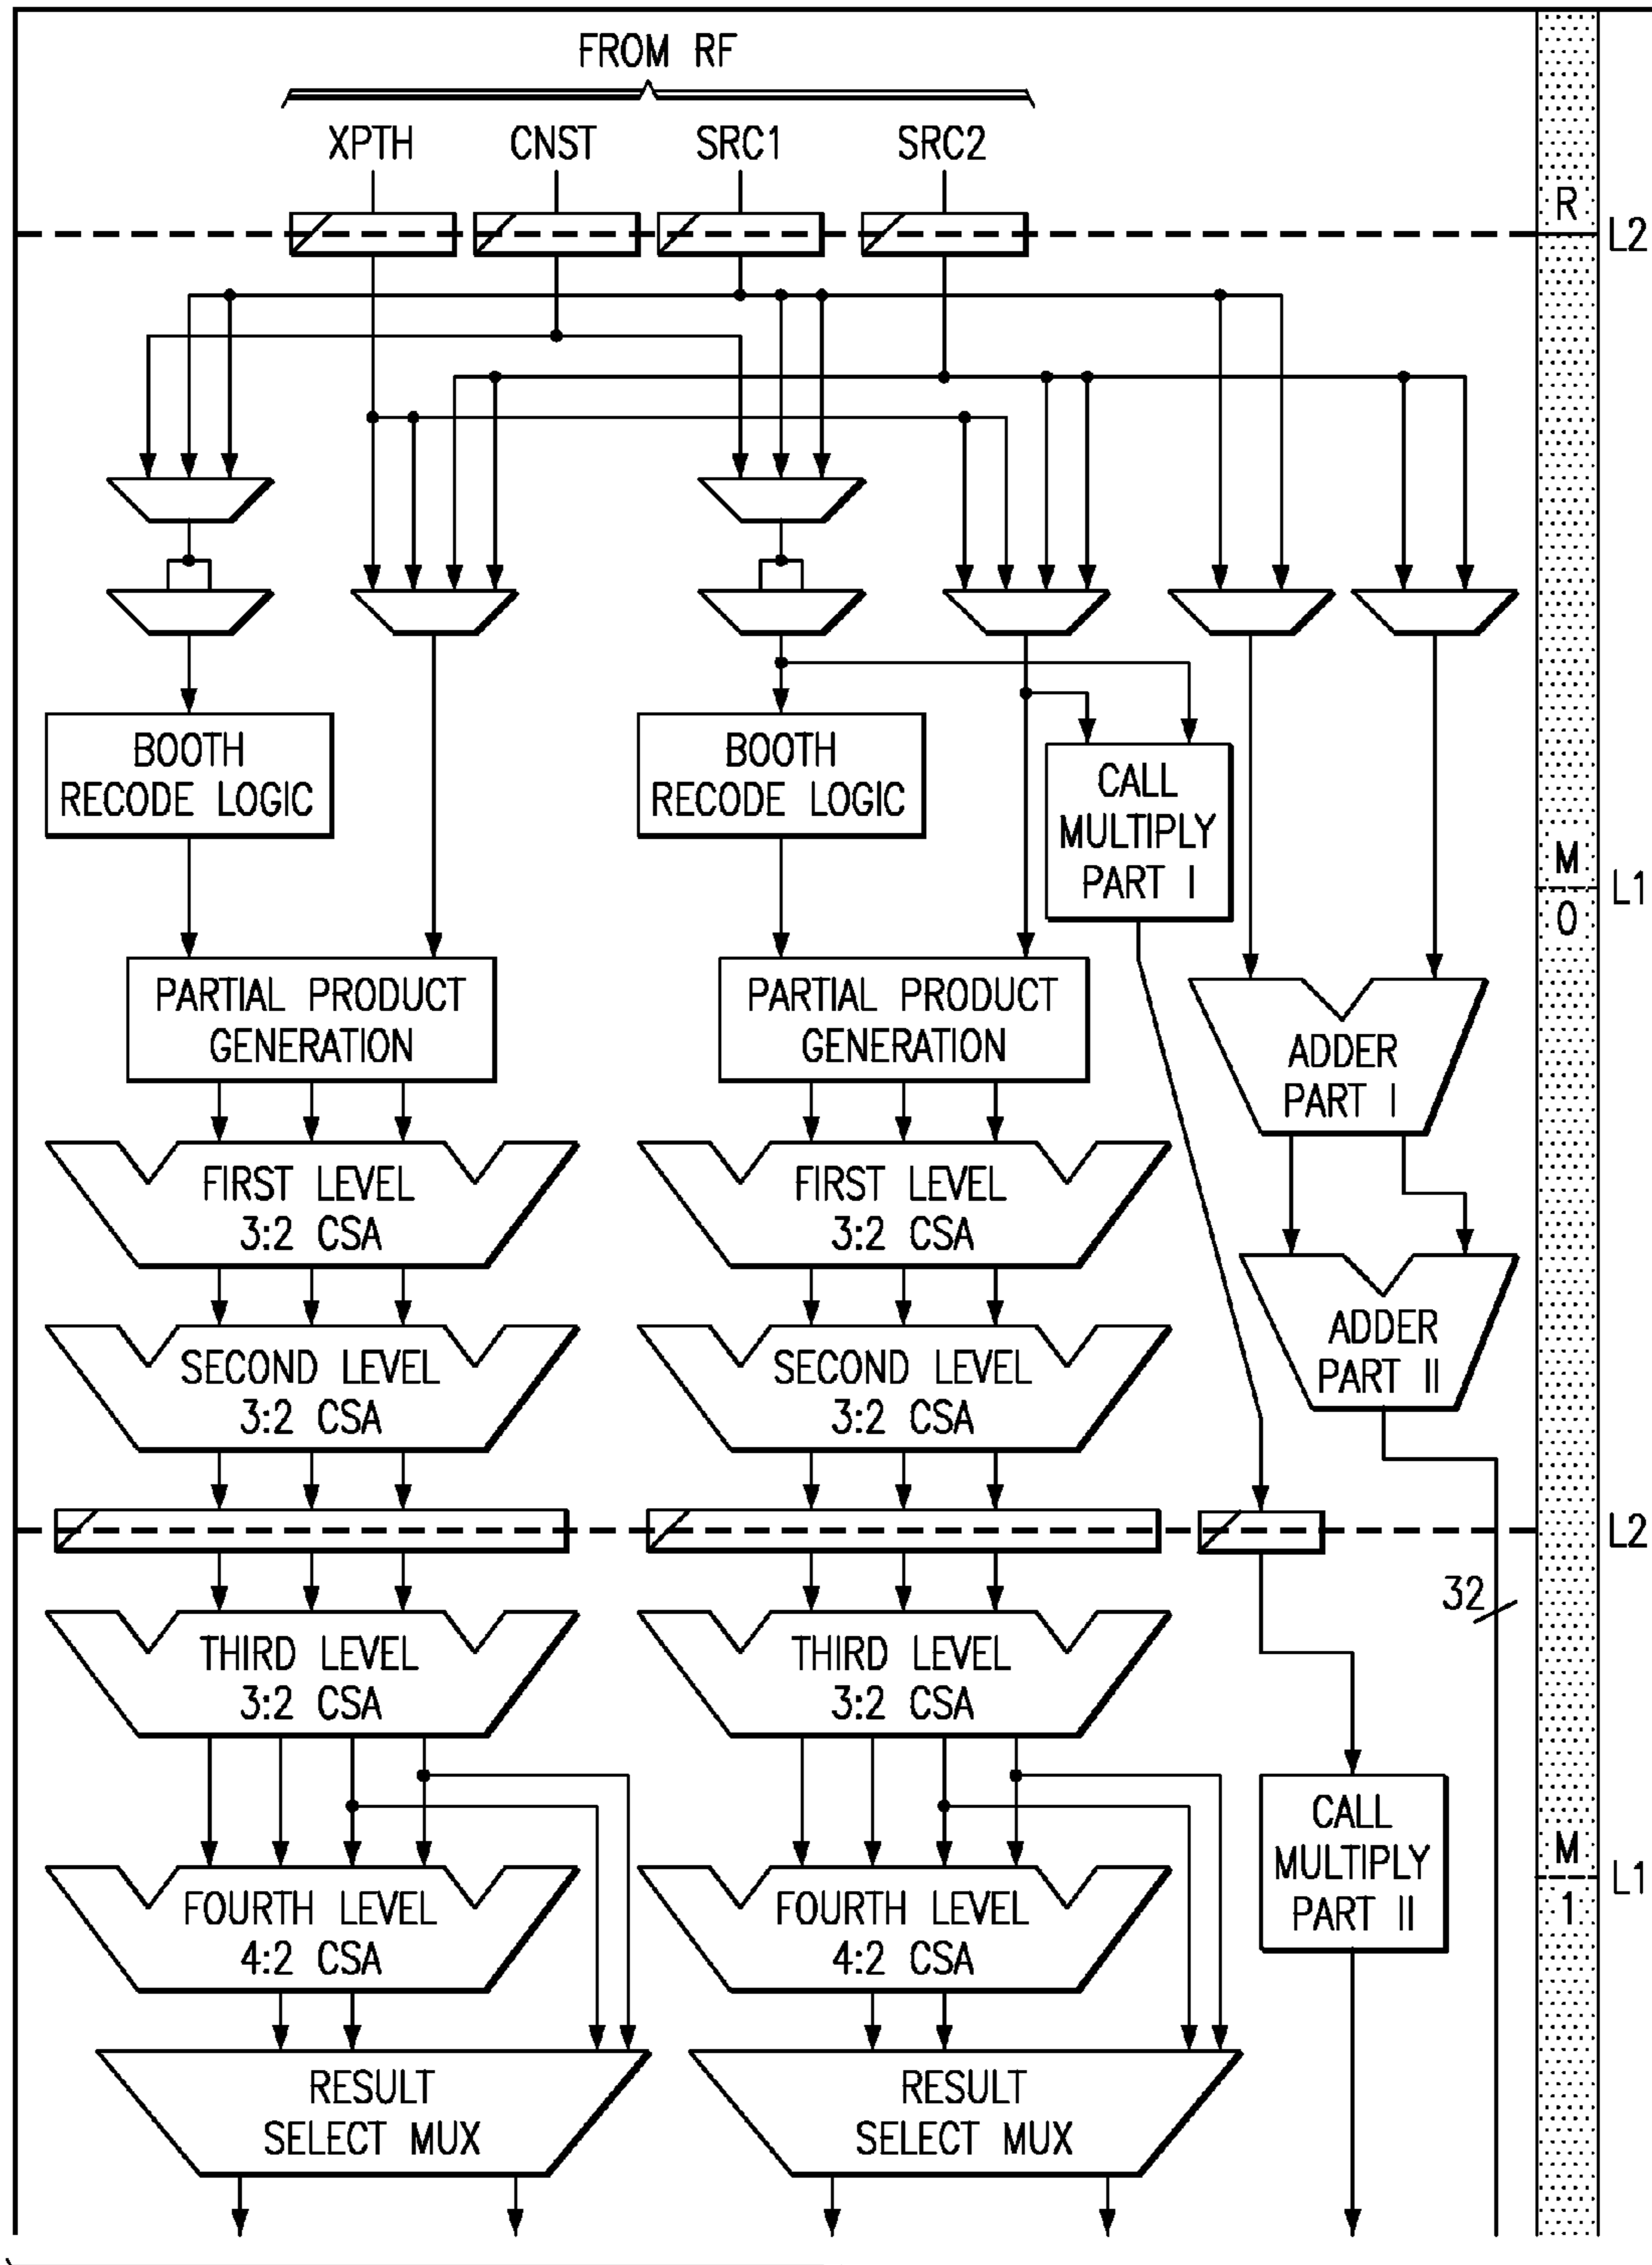 FROM RF
XPTH CNST SRC1 SRC2
R
L2
BOOTH
RECODE LOGIC
BOOTH
RECODE LOGIC
CALL
MULTIPLY
PART I
M
0
L1
PARTIAL PRODUCT
GENERATION
PARTIAL PRODUCT
GENERATION
ADDER
PART I
FIRST LEVEL
3:2 CSA
FIRST LEVEL
3:2 CSA
ADDER
PART II
SECOND LEVEL
3:2 CSA
SECOND LEVEL
3:2 CSA
L2
32
THIRD LEVEL
3:2 CSA
THIRD LEVEL
3:2 CSA
CALL
MULTIPLY
PART II
M
1
L1
FOURTH LEVEL
4:2 CSA
FOURTH LEVEL
4:2 CSA
RESULT
SELECT MUX
RESULT
SELECT MUX